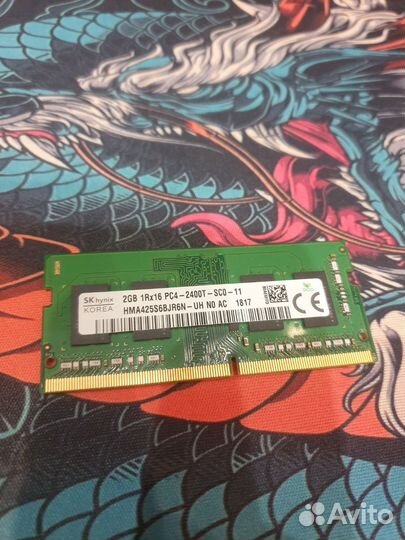 SK hynix
KOREA
2GB 1Rx16 PC4-2400T-SC0-11
HMA425S6BJR6N-UH N0 AC 1817
CE
Avito